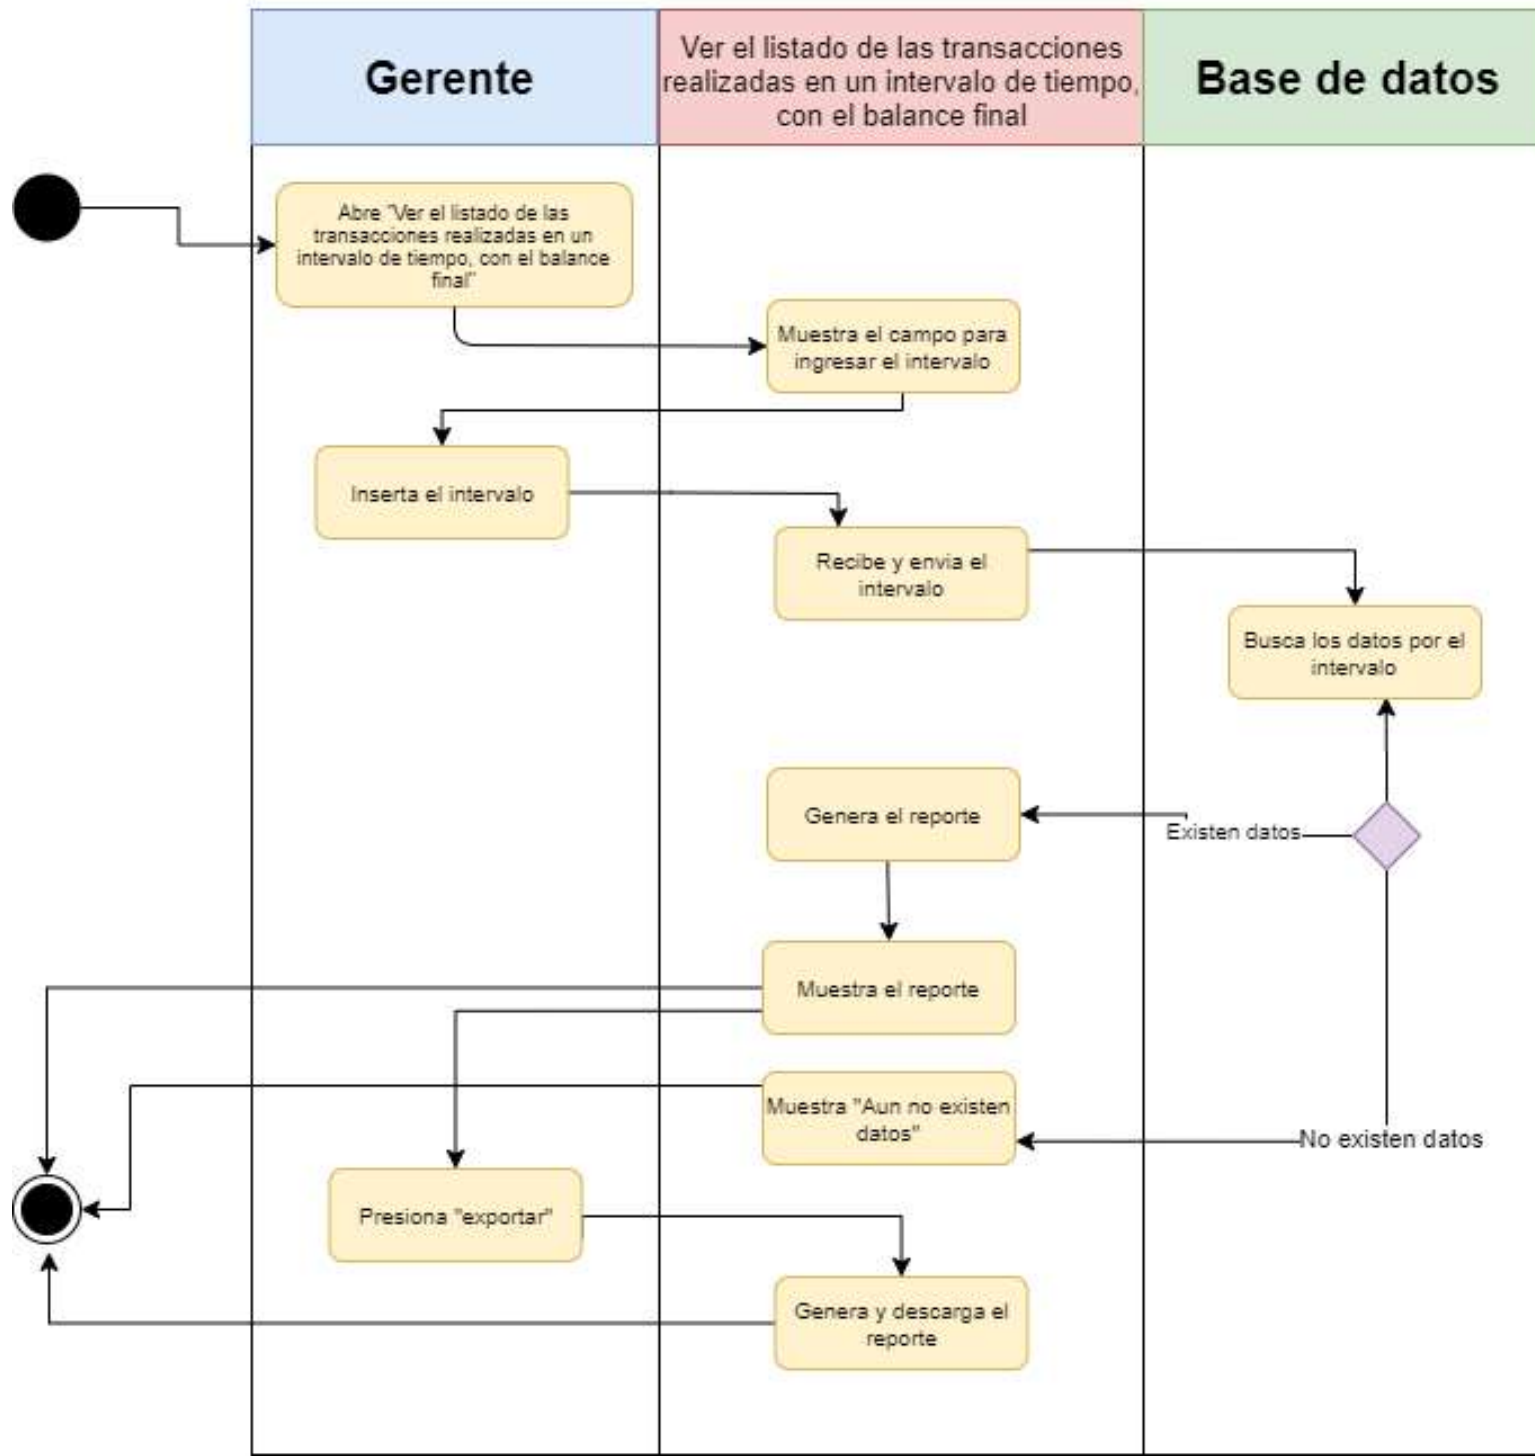 Gerente
Ver el listado de las transacciones
realizadas en un intervalo de tiempo,
con el balance final
Base de datos
Abre "Ver el listado de las
transacciones realizadas en un
intervalo de tiempo, con el balance
final"
Muestra el campo para
ingresar el intervalo
Inserta el intervalo
Recibe y envia el
intervalo
Busca los datos por el
intervalo
Genera el reporte
Existen datos
Muestra el reporte
Muestra "Aun no existen
datos"
No existen datos
Presiona "exportar"
Genera y descarga el
reporte